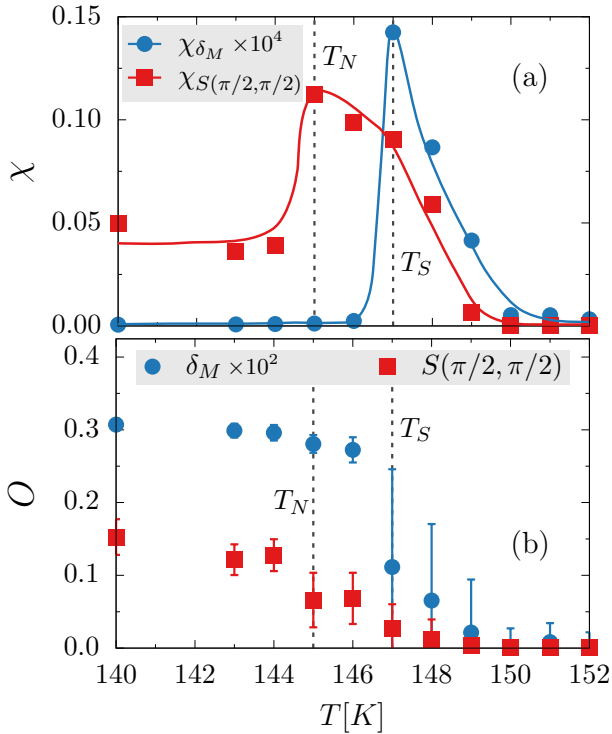 0.15
χ_{δ_M} ×10^4
χ_{S(π/2,π/2)}
T_N
(a)
0.10
χ
0.05
T_S
0.00
0.4
δ_M ×10^2
S(π/2, π/2)
0.3
T_S
O
0.2
T_N
(b)
0.1
0.0
140 142 144 146 148 150 152
T[K]